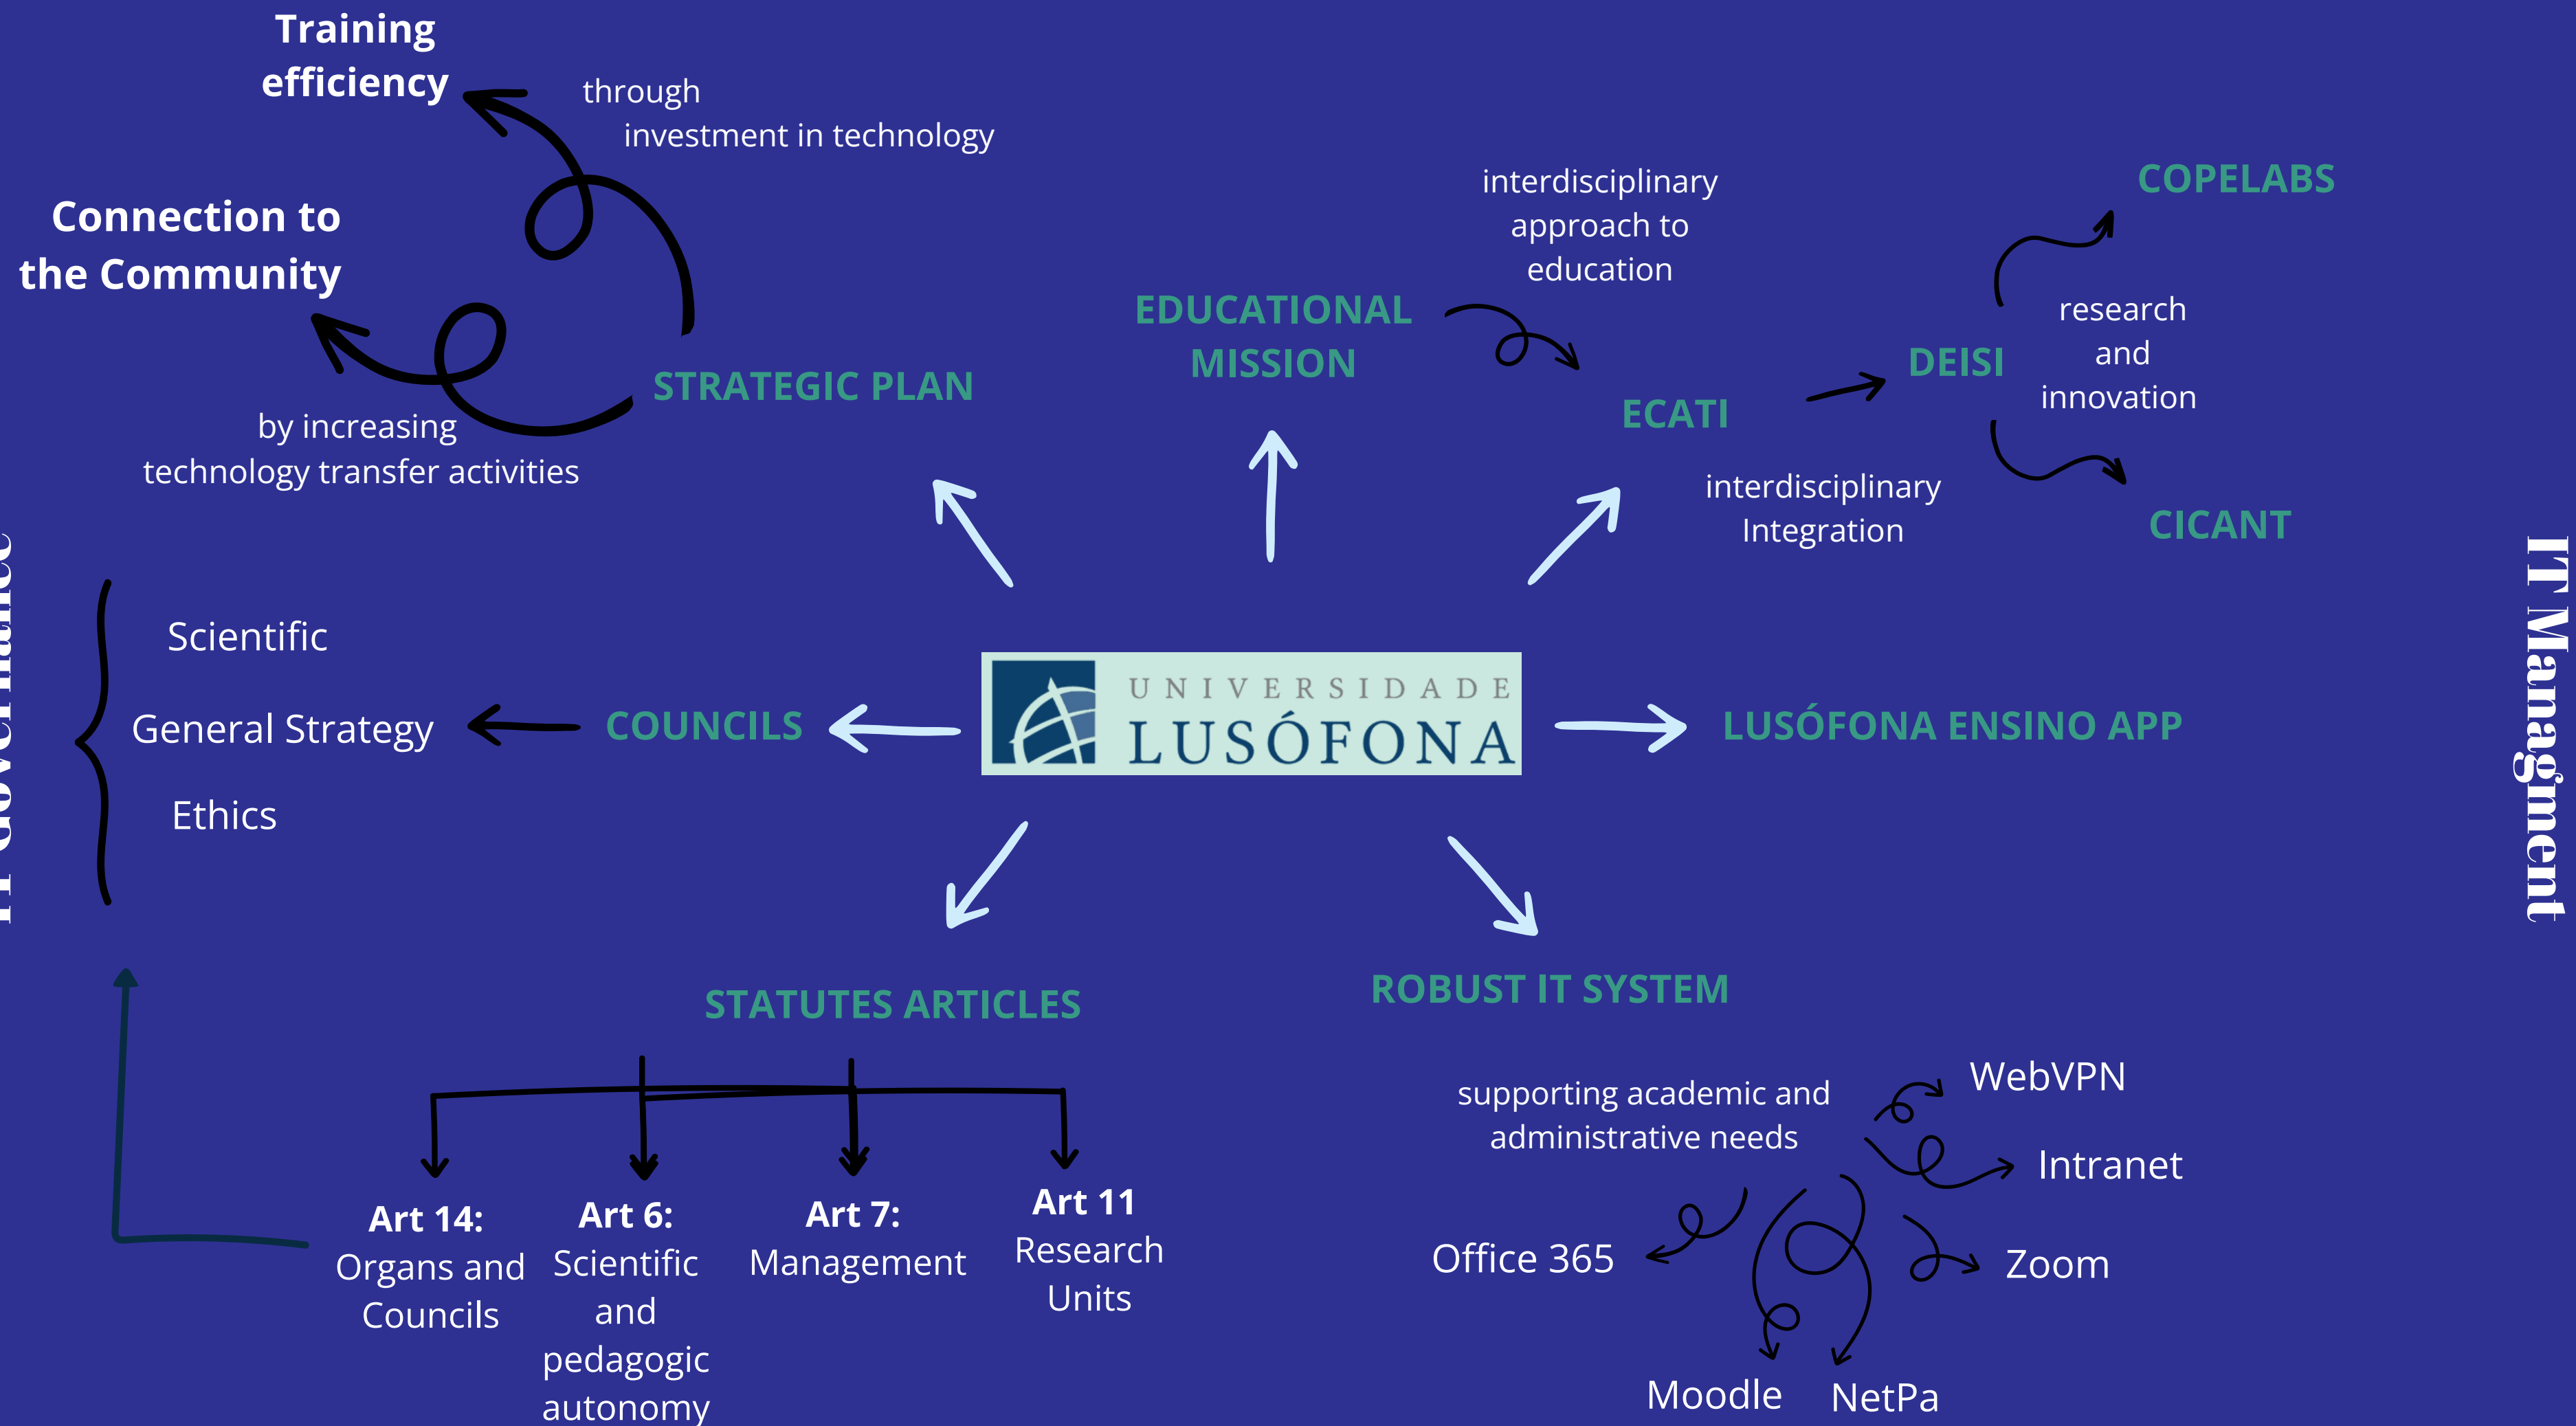 Training
efficiency
through
investment in technology
Connection to
the Community
by increasing
technology transfer activities
STRATEGIC PLAN
EDUCATIONAL
MISSION
interdisciplinary
approach to
education
ECATI
interdisciplinary
Integration
DEISI
research
and
innovation
COPELABS
CICANT
IT Governance
Scientific
General Strategy
Ethics
COUNCILS
UNIVERSIDADE
LUSÓFONA
LUSÓFONA ENSINO APP
IT Managment
STATUTES ARTICLES
Art 14:
Organs and
Councils
Art 6:
Scientific
and
pedagogic
autonomy
Art 7:
Management
Art 11
Research
Units
ROBUST IT SYSTEM
supporting academic and
administrative needs
WebVPN
Intranet
Zoom
Office 365
Moodle
NetPa